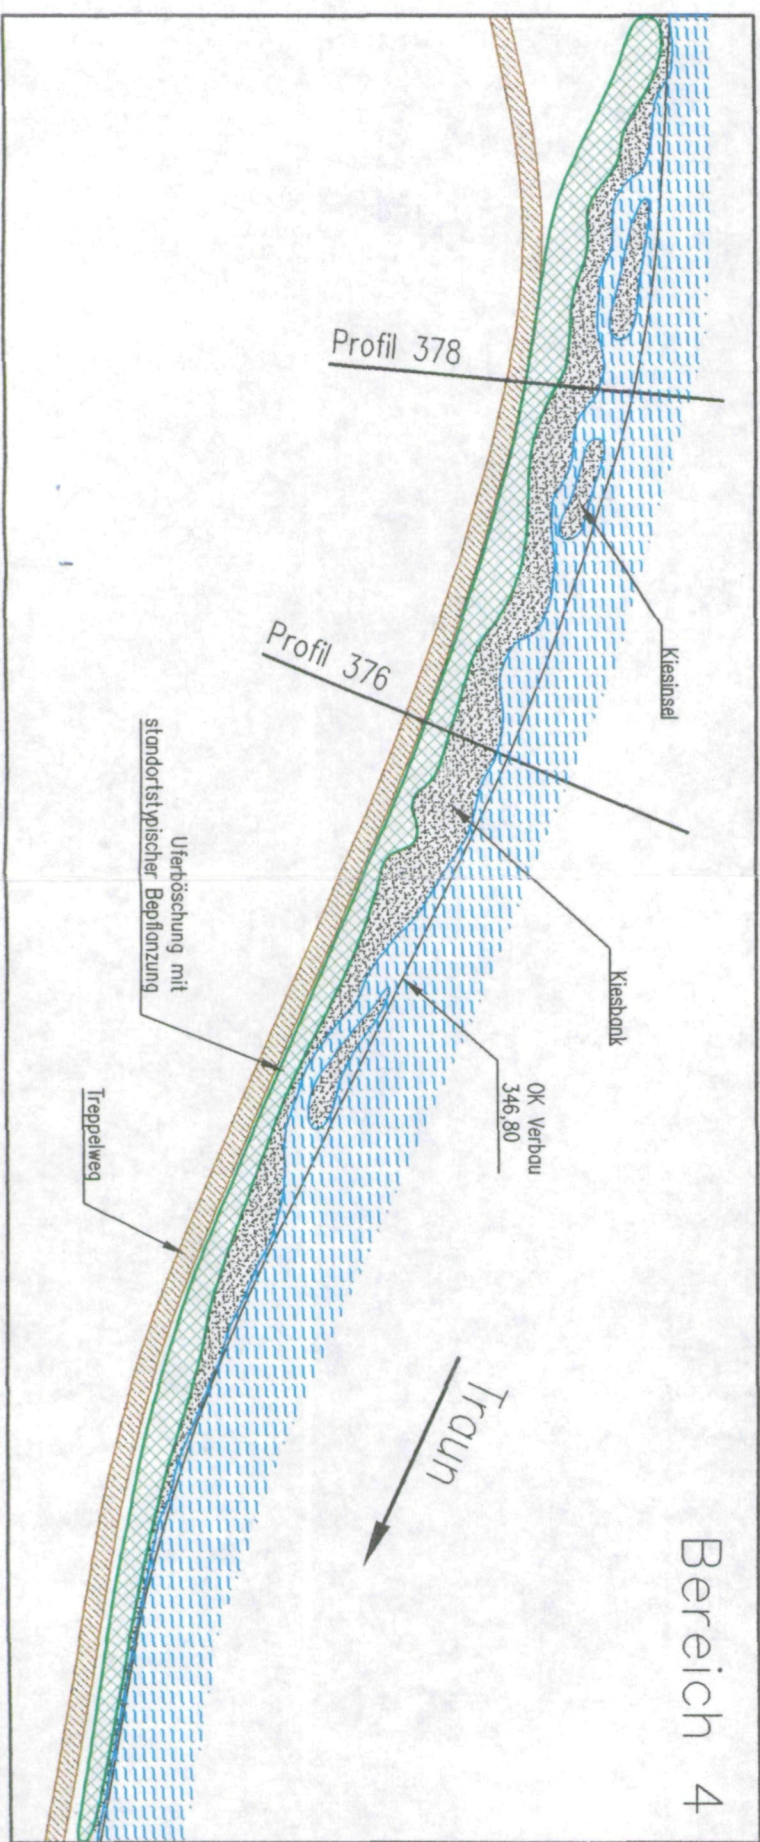 Bereich 4
Traun
Kiesinsel
Kiesbank
OK Verbau
346,80
Profil 378
Profil 376
Uferböschung mit
standortstypischer Bepflanzung
Treppelweg